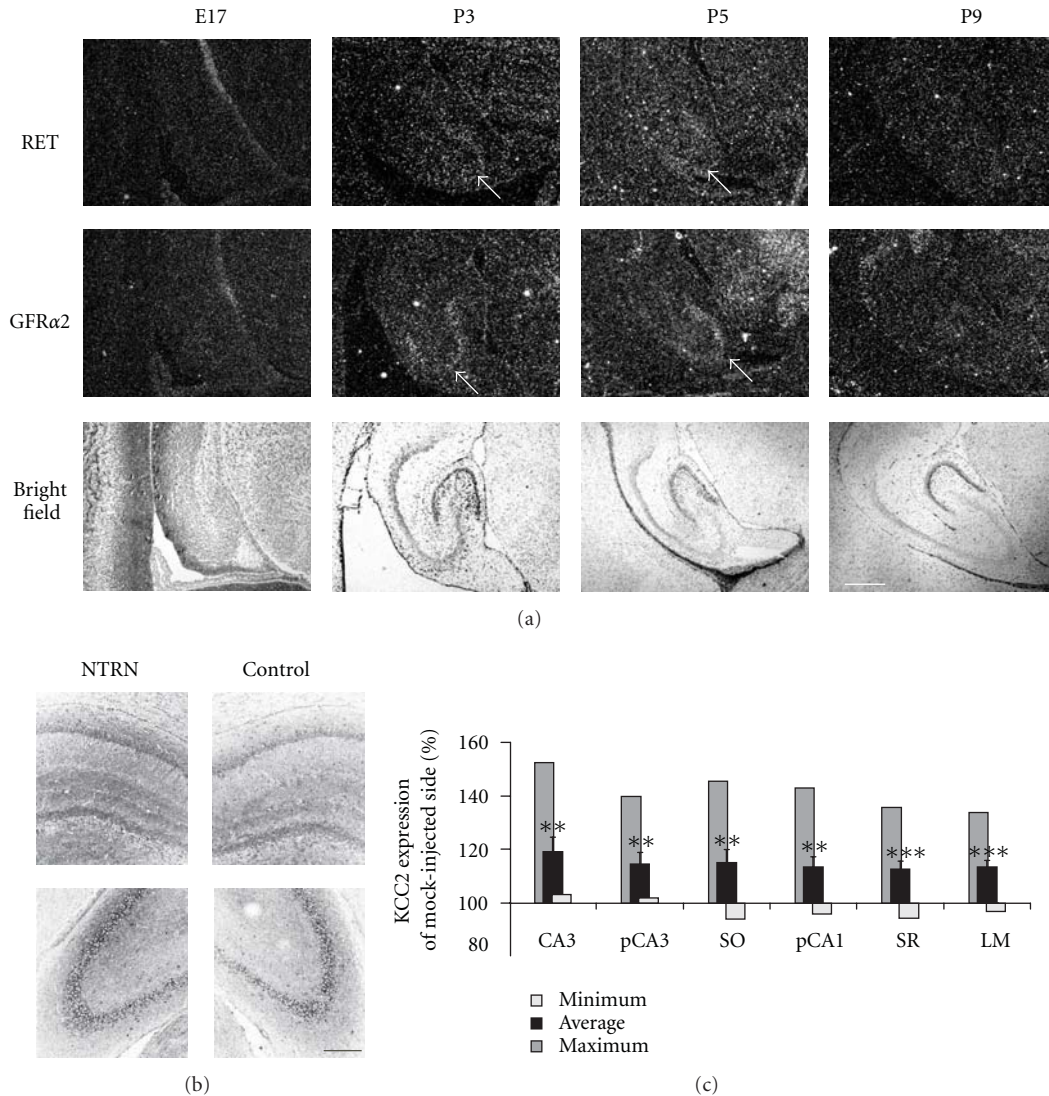 E17 P3 P5 P9
RET
GFRα2
Bright
field
(a)
NTRN Control
(b)
KCC2 expression
of mock-injected side (%)
160
140
120
100
80
** ** ** ** *** ***
CA3 pCA3 SO pCA1 SR LM
Minimum
Average
Maximum
(c)